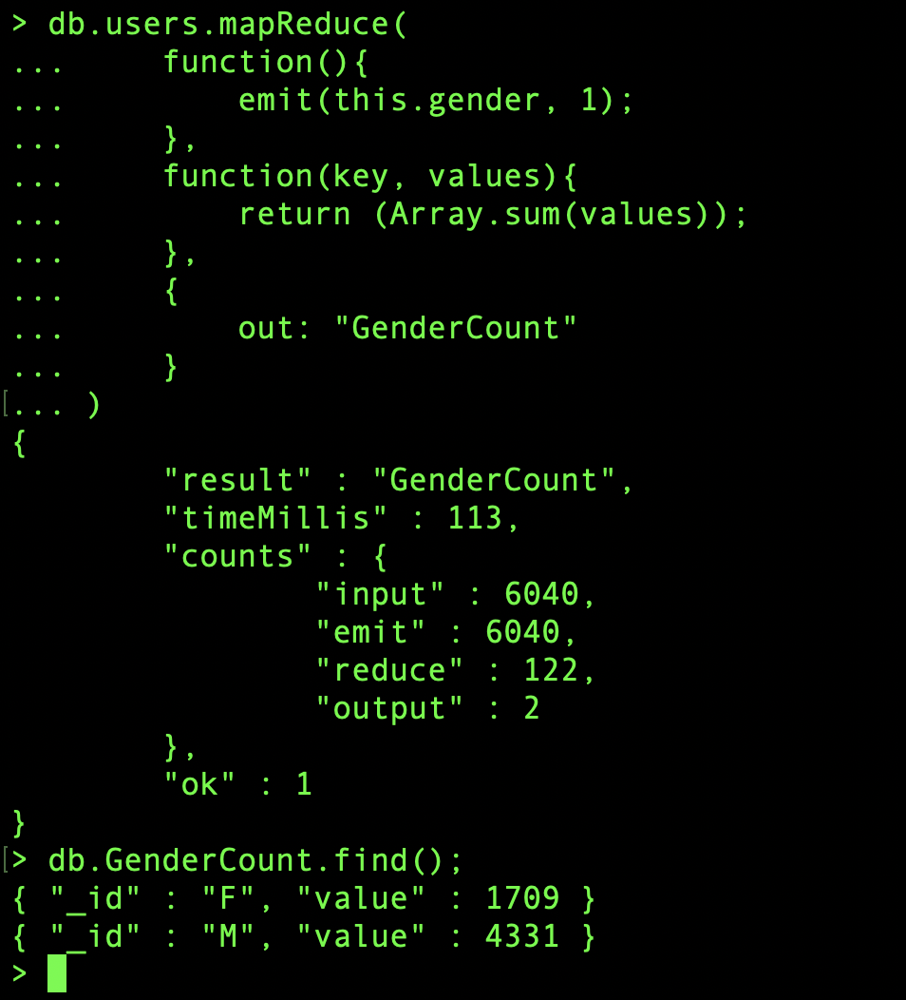 > db.users.mapReduce(
...     function(){
...         emit(this.gender, 1);
...     },
...     function(key, values){
...         return (Array.sum(values));
...     },
...     {
...         out: "GenderCount"
...     }
[... )
{
        "result" : "GenderCount",
        "timeMillis" : 113,
        "counts" : {
                "input" : 6040,
                "emit" : 6040,
                "reduce" : 122,
                "output" : 2
        },
        "ok" : 1
}
[> db.GenderCount.find();
{ "_id" : "F", "value" : 1709 }
{ "_id" : "M", "value" : 4331 }
>